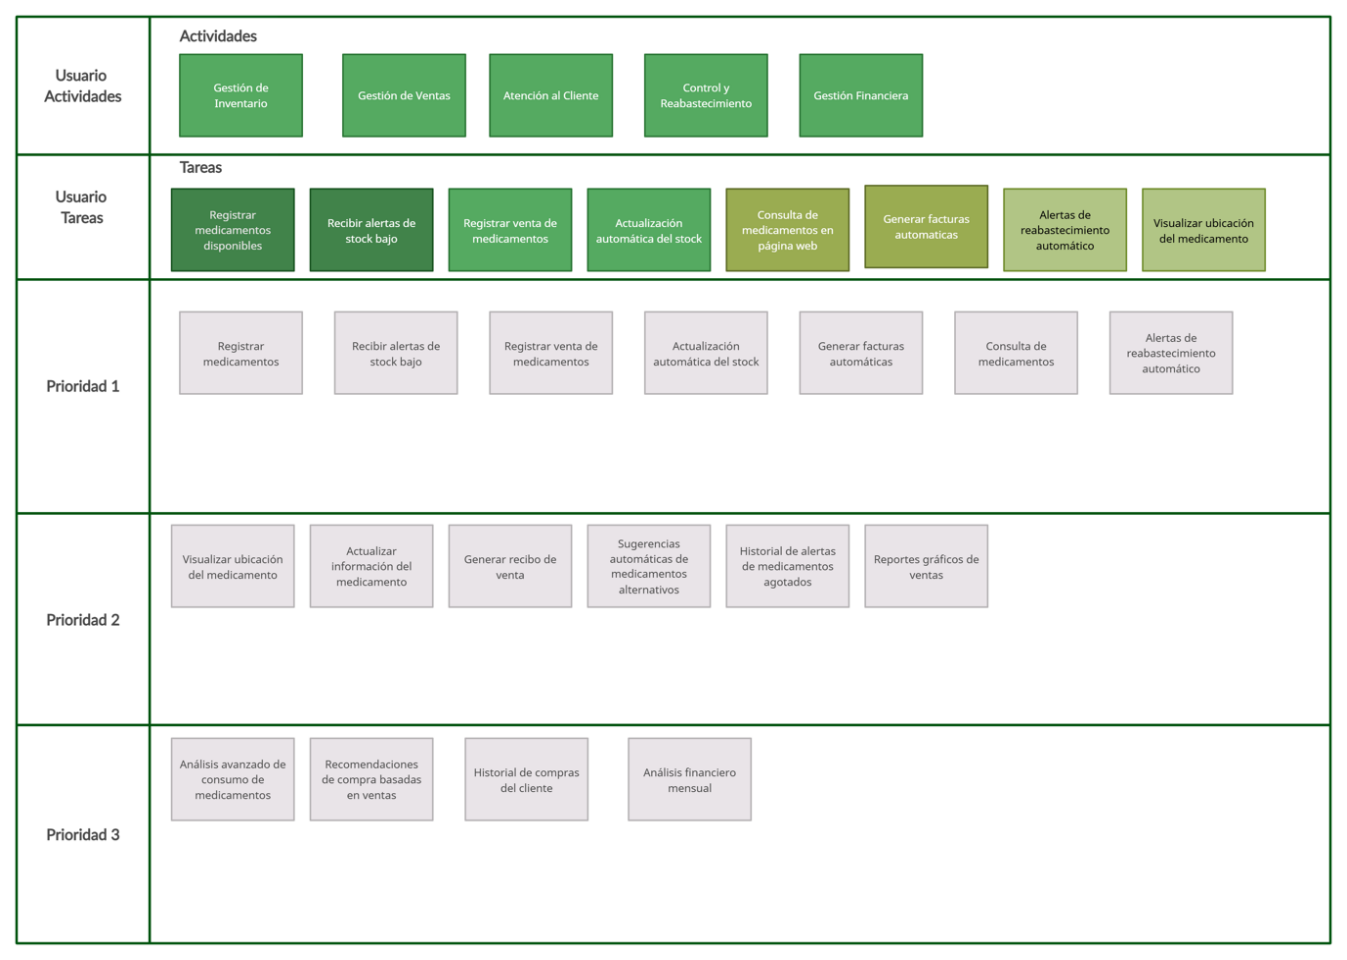 Usuario
Actividades
Actividades
Gestión de
Inventario
Gestión de Ventas
Atención al Cliente
Control y
Reabastecimiento
Gestión Financiera
Usuario
Tareas
Tareas
Registrar
medicamentos
disponibles
Recibir alertas de
stock bajo
Registrar venta de
medicamentos
Actualización
automática del stock
Consulta de
medicamentos en
página web
Generar facturas
automaticas
Alertas de
reabastecimiento
automático
Visualizar ubicación
del medicamento
Prioridad 1
Registrar
medicamentos
Recibir alertas de
stock bajo
Registrar venta de
medicamentos
Actualización
automática del stock
Generar facturas
automáticas
Consulta de
medicamentos
Alertas de
reabastecimiento
automático
Prioridad 2
Visualizar ubicación
del medicamento
Actualizar
información del
medicamento
Generar recibo de
venta
Sugerencias
automáticas de
medicamentos
alternativos
Historial de alertas
de medicamentos
agotados
Reportes gráficos de
ventas
Prioridad 3
Análisis avanzado de
consumo de
medicamentos
Recomendaciones
de compra basadas
en ventas
Historial de compras
del cliente
Análisis financiero
mensual